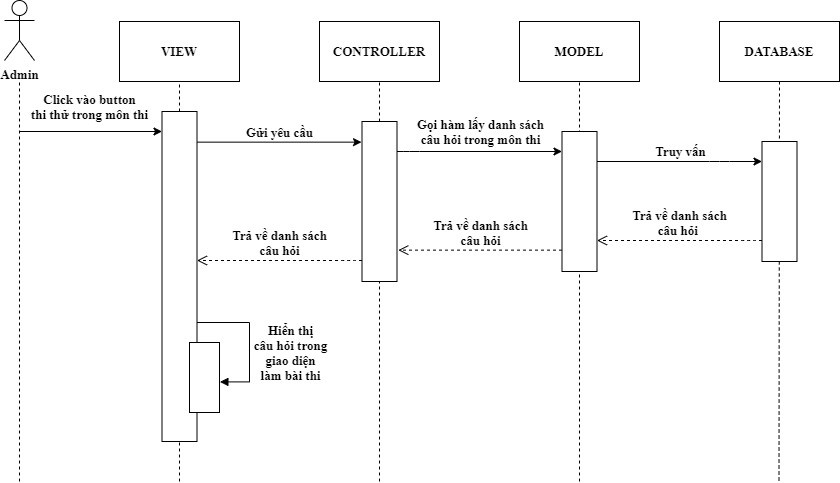 VIEW
CONTROLLER
MODEL
DATABASE
Admin
Click vào button
thi thử trong môn thi
Gửi yêu cầu
Gọi hàm lấy danh sách
câu hỏi trong môn thi
Truy vấn
Trả về danh sách
câu hỏi
Trả về danh sách
câu hỏi
Trả về danh sách
câu hỏi
Hiển thị
câu hỏi trong
giao diện
làm bài thi